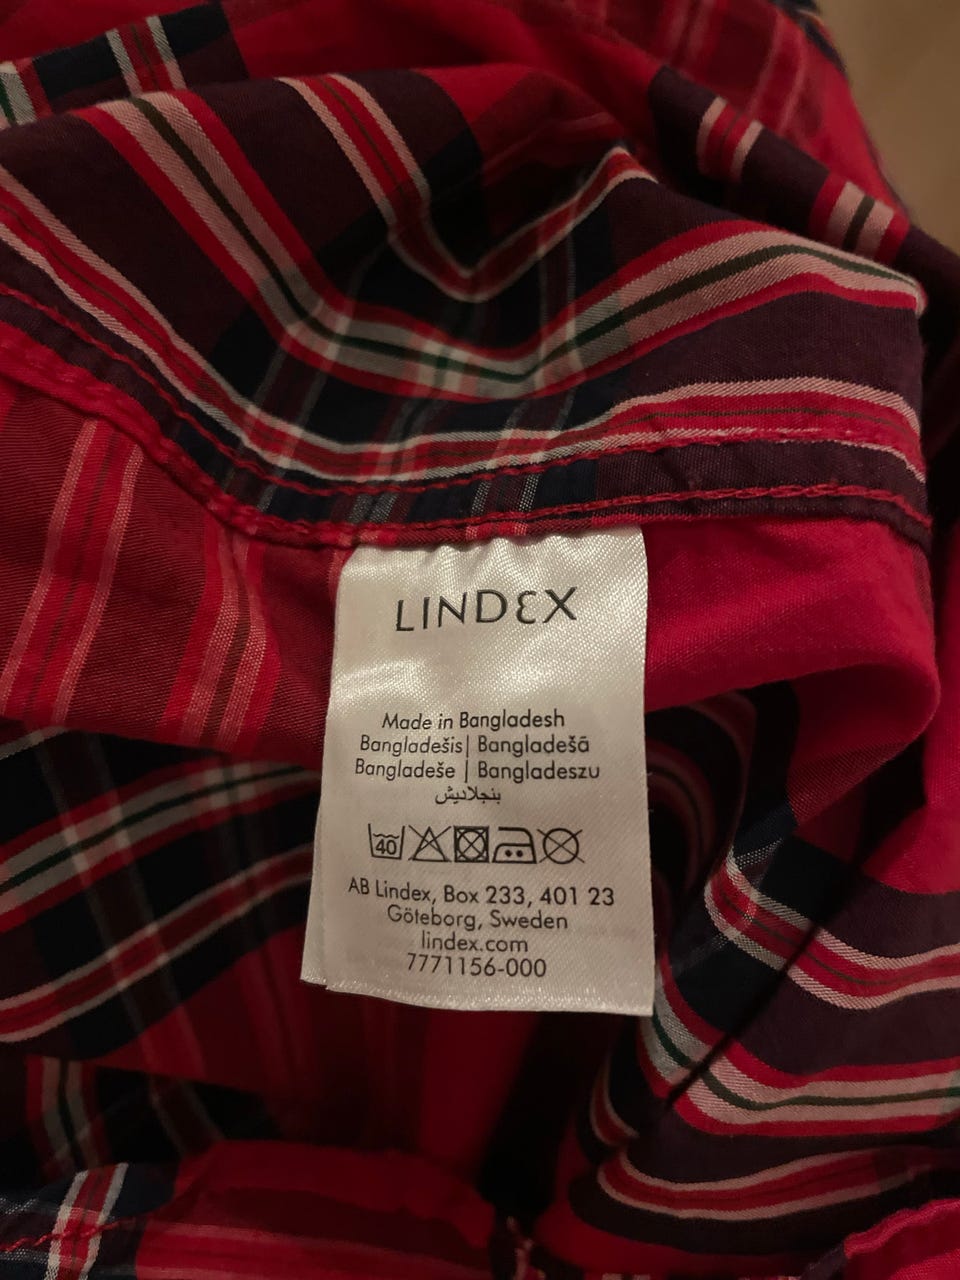 LINDEX
Made in Bangladesh
Bangladešis| Bangladešā
Bangladeše | Bangladeszu
بنجلاديش
40
AB Lindex, Box 233, 401 23
Göteborg, Sweden
lindex.com
7771156-000